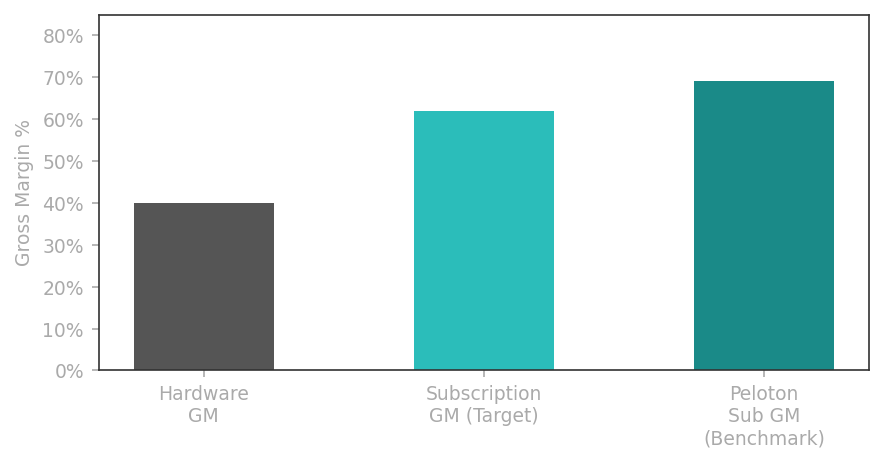 80%
70%
60%
50%
40%
30%
20%
10%
0%
Gross Margin %
Hardware
GM
Subscription
GM (Target)
Peloton
Sub GM
(Benchmark)